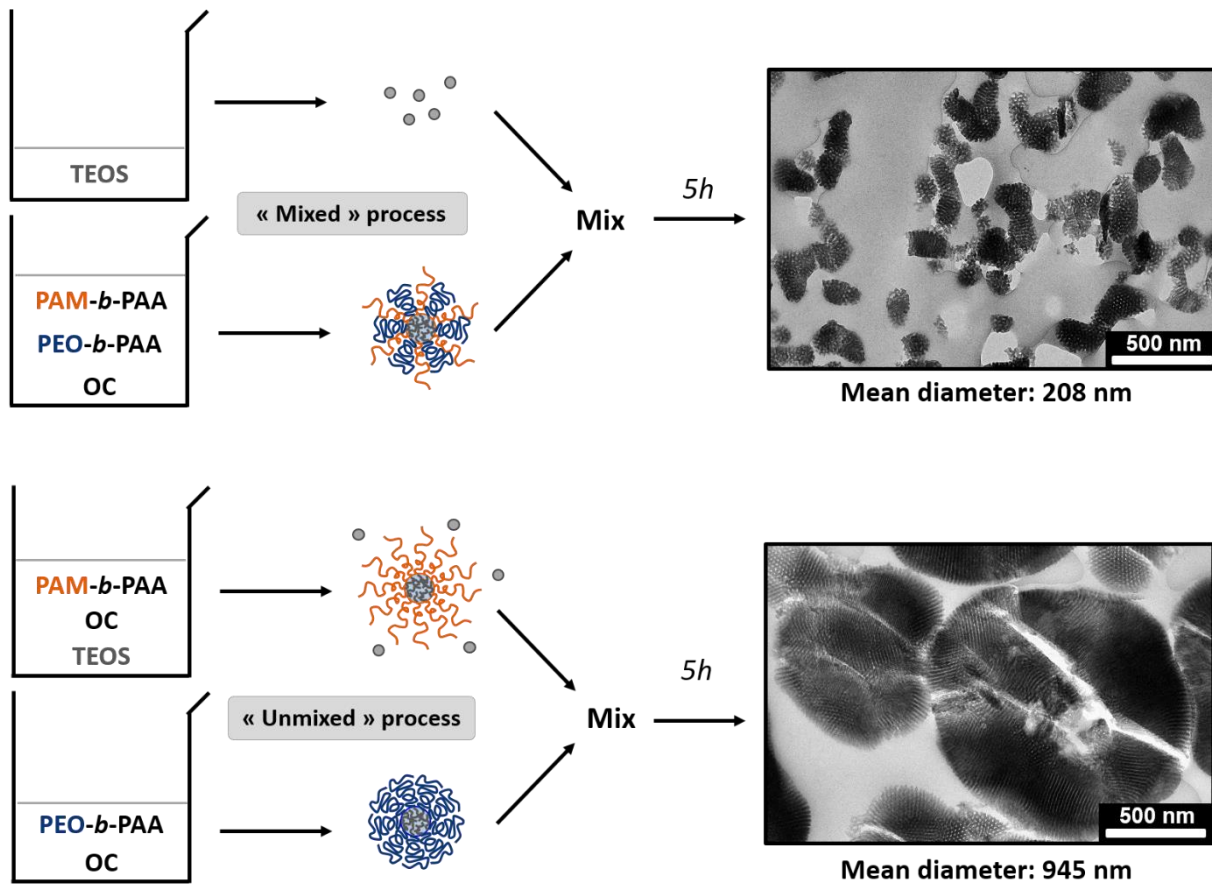 TEOS
« Mixed » process
PAM-b-PAA
PEO-b-PAA
OC
Mix
5h
500 nm
Mean diameter: 208 nm
PAM-b-PAA
OC
TEOS
« Unmixed » process
PEO-b-PAA
OC
Mix
5h
500 nm
Mean diameter: 945 nm